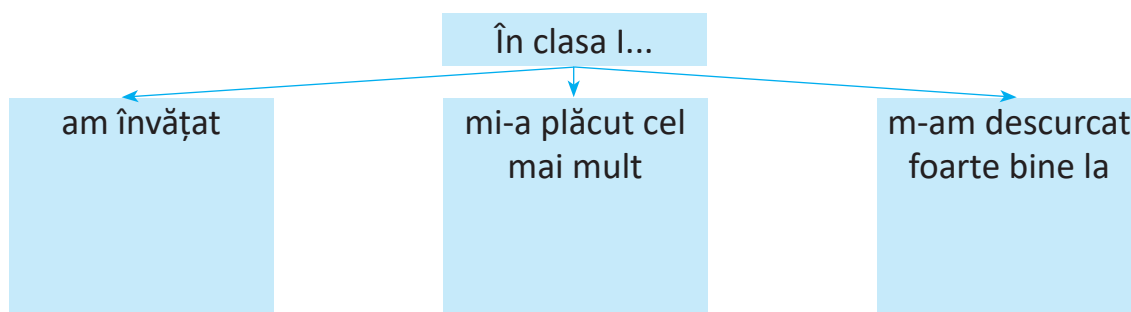 În clasa I...
am învățat
mi-a plăcut cel
mai mult
m-am descurcat
foarte bine la